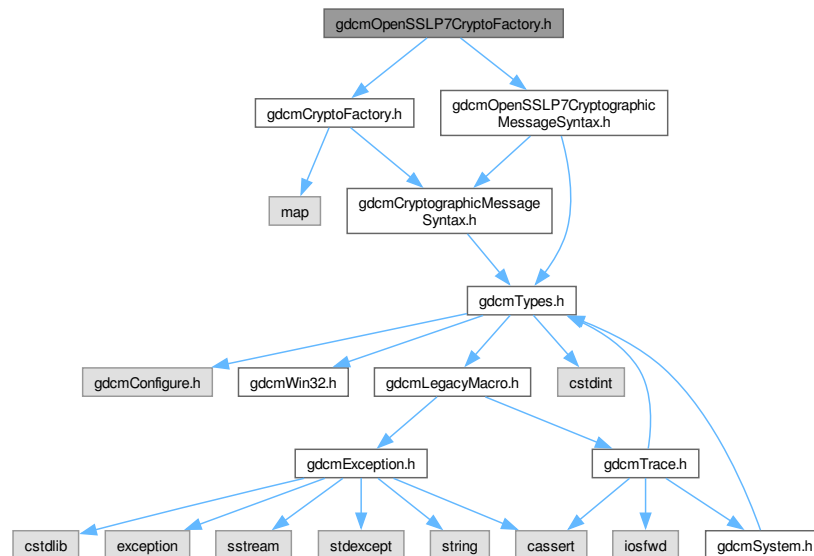 gdcmOpenSSLP7CryptoFactory.h
gdcmCryptoFactory.h
gdcmOpenSSLP7Cryptographic
MessageSyntax.h
map
gdcmCryptographicMessage
Syntax.h
gdcmTypes.h
gdcmConfigure.h
gdcmWin32.h
gdcmLegacyMacro.h
cstdint
gdcmException.h
gdcmTrace.h
cstdlib
exception
sstream
stdexcept
string
cassert
iosfwd
gdcmSystem.h